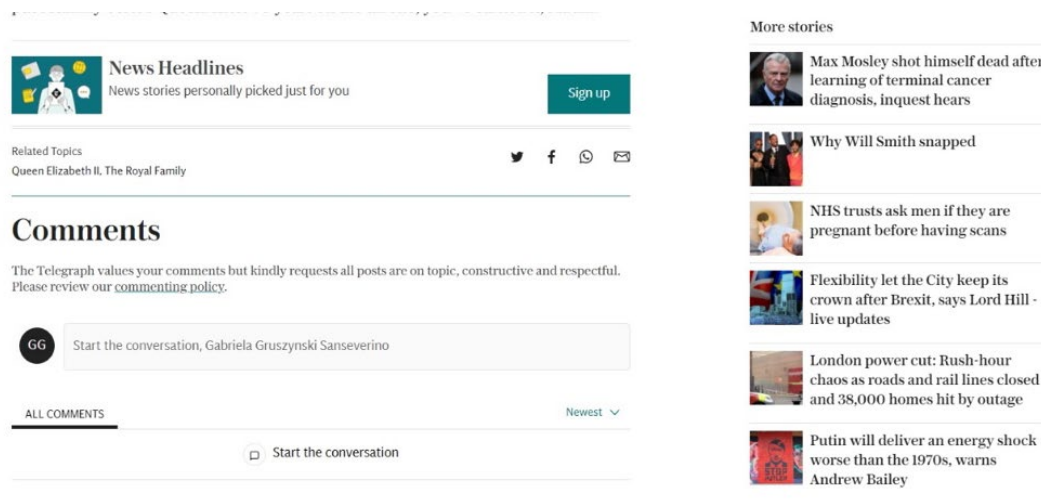 News Headlines
News stories personally picked just for you
Sign up
Related Topics
Queen Elizabeth II, The Royal Family
Comments
The Telegraph values your comments but kindly requests all posts are on topic, constructive and respectful.
Please review our commenting policy.
GG
Start the conversation, Gabriela Gruszynski Sanseverino
ALL COMMENTS
Newest
Start the conversation
More stories
Max Mosley shot himself dead after
learning of terminal cancer
diagnosis, inquest hears
Why Will Smith snapped
NHS trusts ask men if they are
pregnant before having scans
Flexibility let the City keep its
crown after Brexit, says Lord Hill -
live updates
London power cut: Rush-hour
chaos as roads and rail lines closed
and 38,000 homes hit by outage
Putin will deliver an energy shock
worse than the 1970s, warns
Andrew Bailey